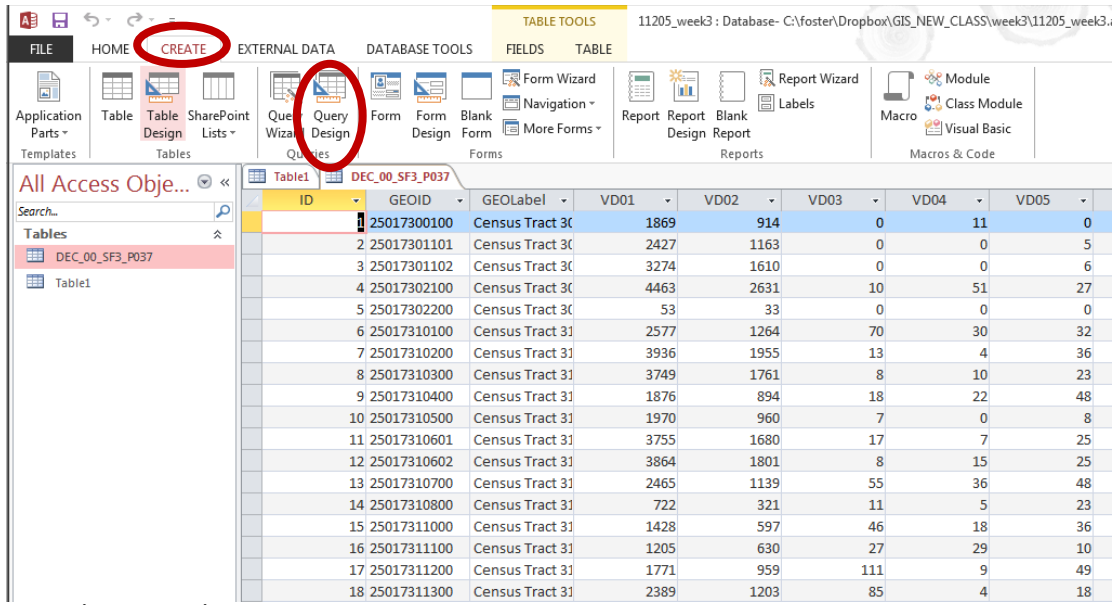 TABLE TOOLS 11205_week3 : Database- C:\foster\Dropbox\GIS_NEW_CLASS\week3\11205_week3.a
FILE HOME CREATE EXTERNAL DATA DATABASE TOOLS FIELDS TABLE
Application Parts Table Table Design SharePoint Lists Query Wizard Query Design Form Form Design Blank Form Form Wizard Navigation More Forms Report Report Design Blank Report Report Wizard Labels Macro Module Class Module Visual Basic
Templates Tables Queries Forms Reports Macros & Code
All Access Obje... «
Search...
Tables
DEC_00_SF3_P037
Table1
Table1 DEC_00_SF3_P037
ID GEOID GEOLabel VD01 VD02 VD03 VD04 VD05
1 25017300100 Census Tract 30 1869 914 0 11 0
2 25017301101 Census Tract 30 2427 1163 0 0 5
3 25017301102 Census Tract 30 3274 1610 0 0 6
4 25017302100 Census Tract 30 4463 2631 10 51 27
5 25017302200 Census Tract 30 53 33 0 0 0
6 25017310100 Census Tract 31 2577 1264 70 30 32
7 25017310200 Census Tract 31 3936 1955 13 4 36
8 25017310300 Census Tract 31 3749 1761 8 10 23
9 25017310400 Census Tract 31 1876 894 18 22 48
10 25017310500 Census Tract 31 1970 960 7 0 8
11 25017310601 Census Tract 31 3755 1680 17 7 25
12 25017310602 Census Tract 31 3864 1801 8 15 25
13 25017310700 Census Tract 31 2465 1139 55 36 48
14 25017310800 Census Tract 31 722 321 11 5 23
15 25017311000 Census Tract 31 1428 597 46 18 36
16 25017311100 Census Tract 31 1205 630 27 29 10
17 25017311200 Census Tract 31 1771 959 111 9 49
18 25017311300 Census Tract 31 2389 1203 85 4 18